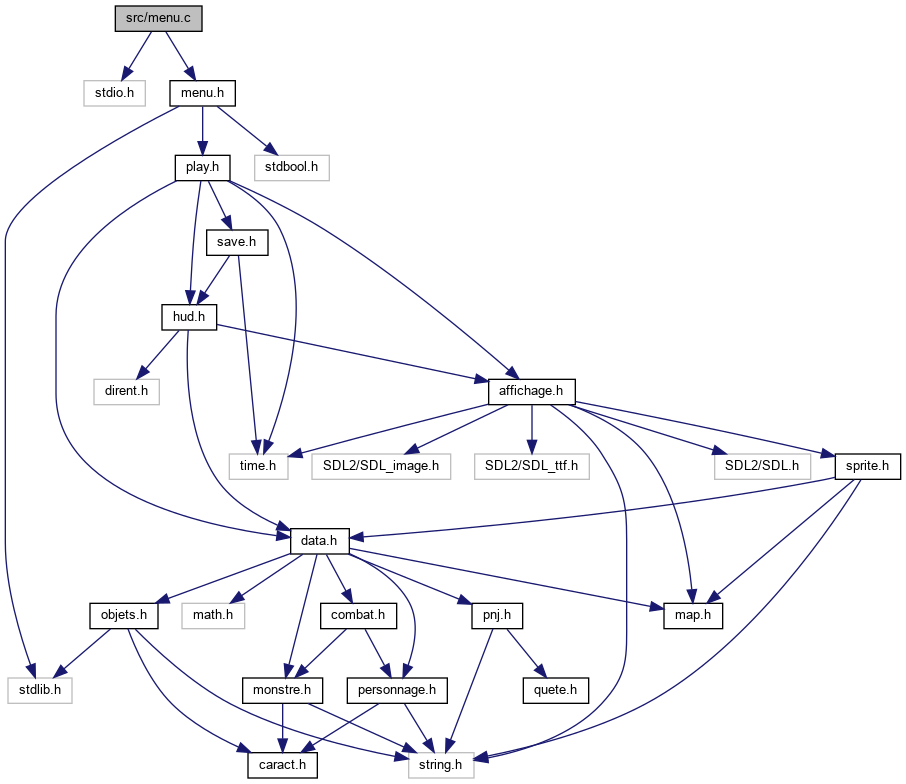 src/menu.c
stdio.h
menu.h
play.h
stdbool.h
save.h
hud.h
dirent.h
affichage.h
time.h
SDL2/SDL_image.h
SDL2/SDL_ttf.h
SDL2/SDL.h
sprite.h
data.h
objets.h
math.h
combat.h
pnj.h
map.h
stdlib.h
monstre.h
personnage.h
quete.h
caract.h
string.h